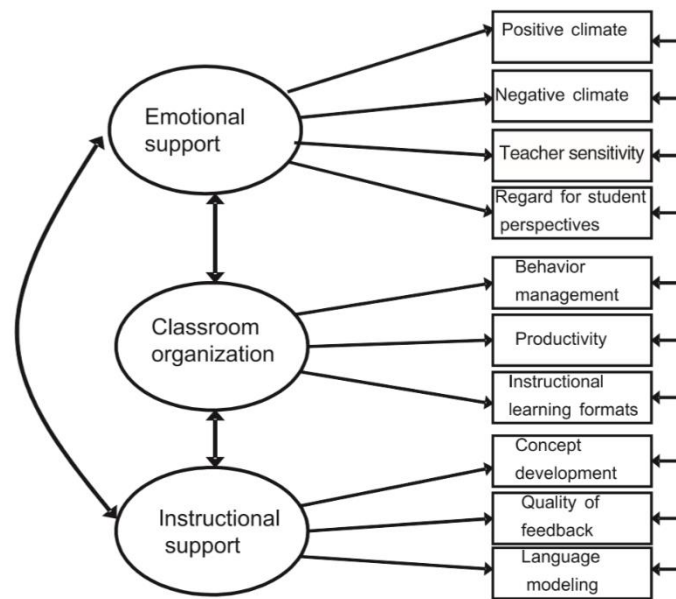 Positive climate
Emotional
support
Negative climate
Teacher sensitivity
Regard for student
perspectives
Classroom
organization
Behavior
management
Productivity
Instructional
learning formats
Instructional
support
Concept
development
Quality of
feedback
Language
modeling